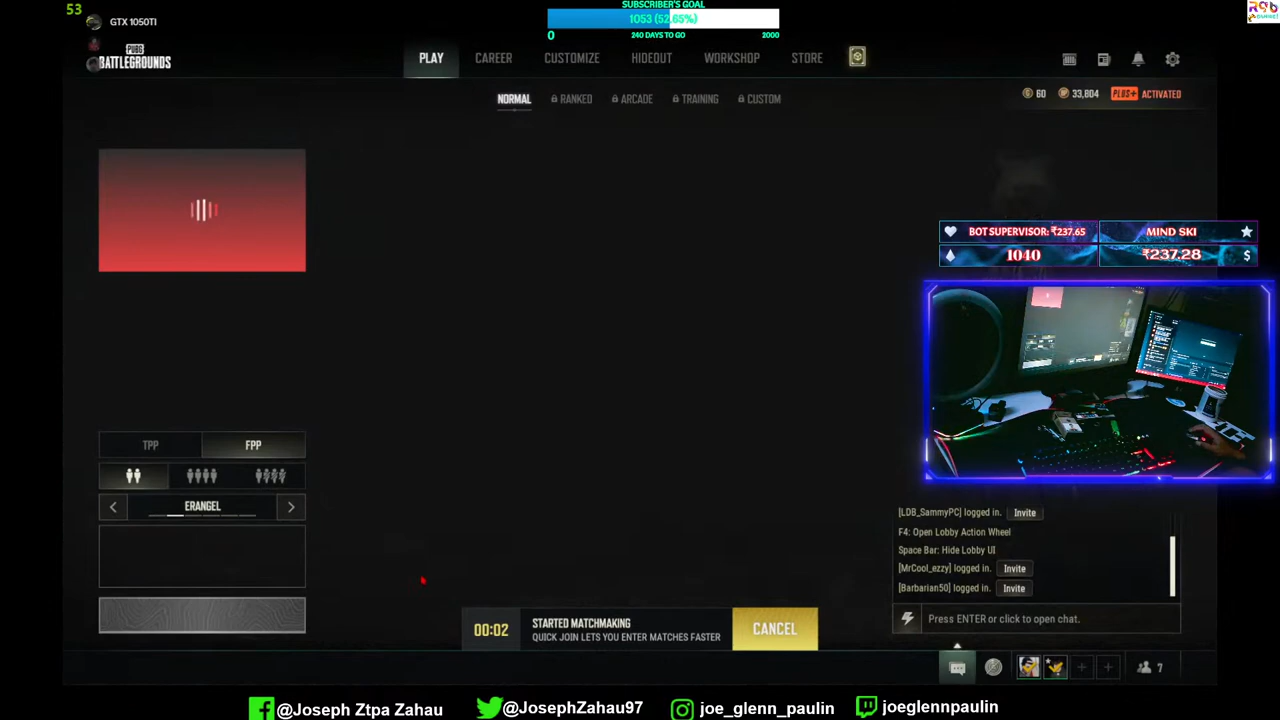 53
GTX 1050TI
SUBSCRIBER'S GOAL
1053 (52.65%)
0
240 DAYS TO GO
2000
PUBG
BATTLEGROUNDS
PLAY
CAREER
CUSTOMIZE
HIDEOUT
WORKSHOP
STORE
NORMAL
RANKED
ARCADE
TRAINING
CUSTOM
60
33,804
PLUS+
ACTIVATED
BOT SUPERVISOR: ₹237.65
MIND SKI
1040
₹237.28
$
TPP
FPP
ERANGEL
[LDB_SammyPC] logged in.
Invite
F4: Open Lobby Action Wheel
Space Bar: Hide Lobby UI
[MrCool_ezzy] logged in.
Invite
[Barbarian50] logged in.
Invite
00:02
STARTED MATCHMAKING
QUICK JOIN LETS YOU ENTER MATCHES FASTER
CANCEL
Press ENTER or click to open chat.
7
@Joseph Ztpa Zahau
@JosephZahau97
joe_glenn_paulin
joeglennpaulin